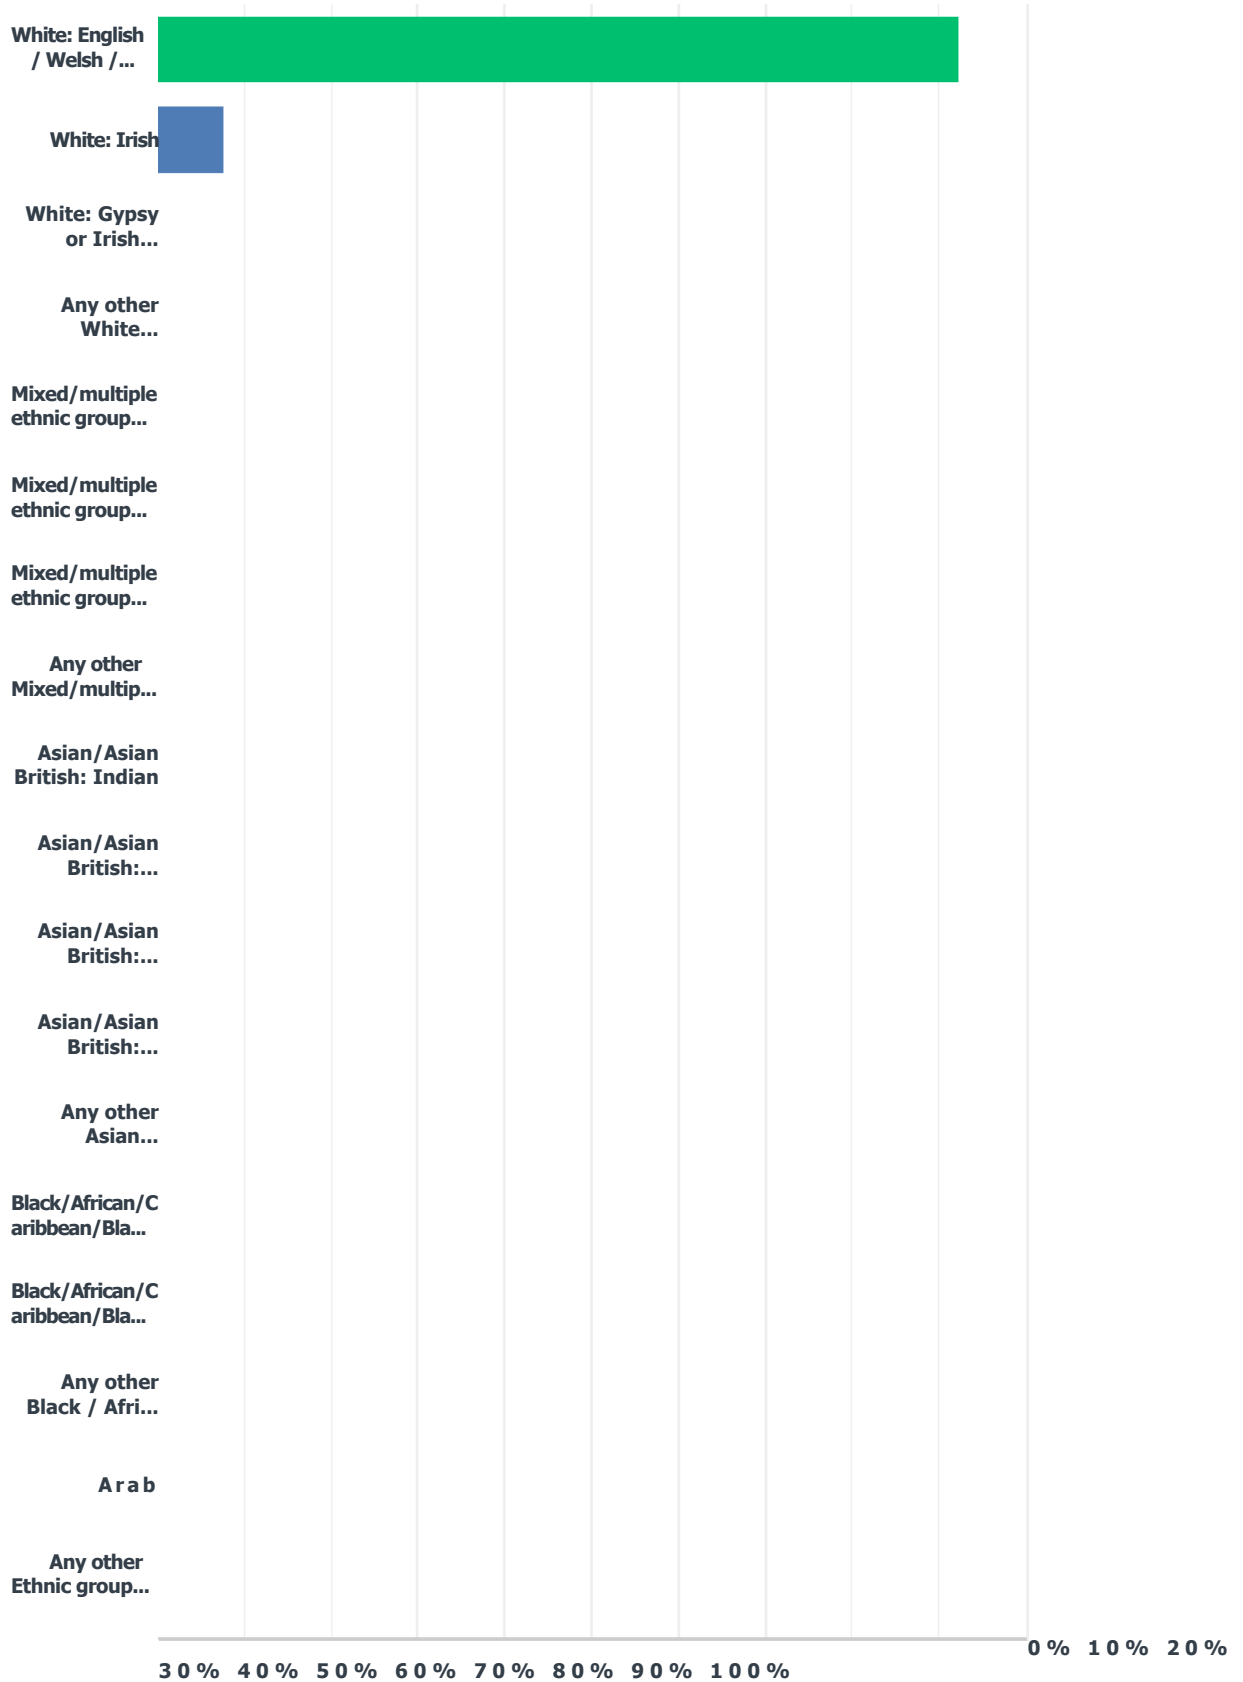 White: English
/ Welsh /...
White: Irish
White: Gypsy
or Irish...
Any other
White...
Mixed/multiple
ethnic group...
Mixed/multiple
ethnic group...
Mixed/multiple
ethnic group...
Any other
Mixed/multip...
Asian/Asian
British: Indian
Asian/Asian
British:...
Asian/Asian
British:...
Asian/Asian
British:...
Any other
Asian...
Black/African/C
aribbean/Bla...
Black/African/C
aribbean/Bla...
Any other
Black / Afri...
Arab
Any other
Ethnic group...
0% 10% 20%
30% 40% 50% 60% 70% 80% 90% 100%